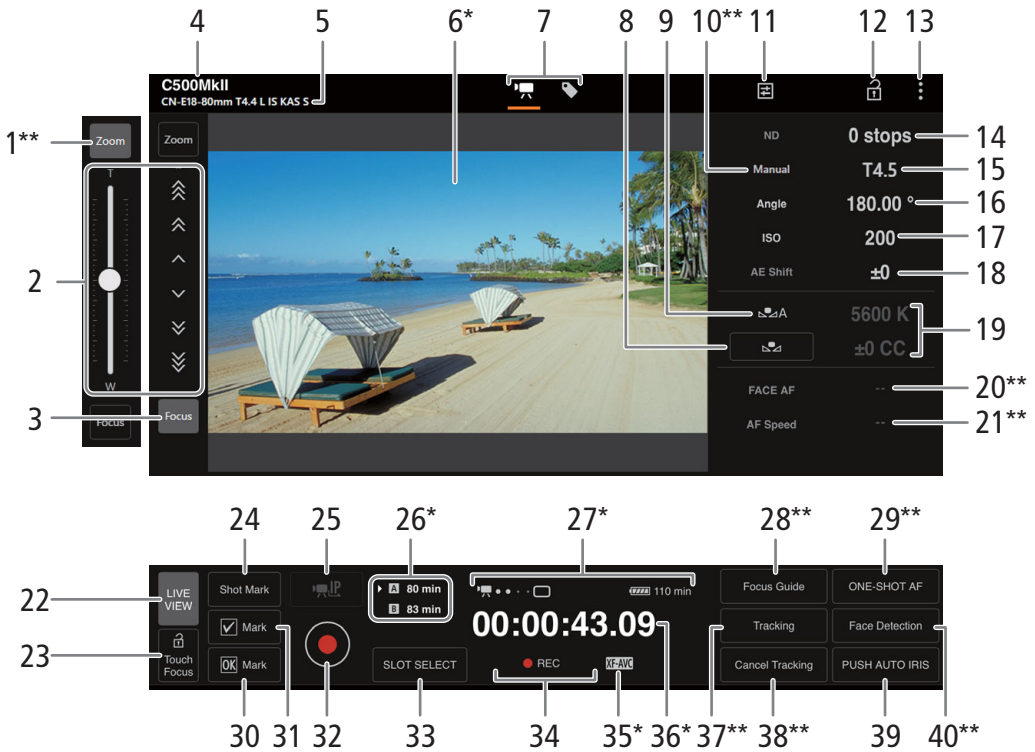 4 5 6* 7 8 9 10** 11 12 13
C500MkII
CN-E18-80mm T4.4 L IS KAS S
1** Zoom Zoom
T
2
W
3 Focus Focus
ND 0 stops 14
Manual T4.5 15
Angle 180.00 ° 16
ISO 200 17
AE Shift ±0 18
A 5600 K
±0 CC 19
FACE AF -- 20**
AF Speed -- 21**
24 25 26* 27* 28** 29**
22 LIVE VIEW Shot Mark IP A 80 min 110 min Focus Guide ONE-SHOT AF
B 83 min
Mark 00:00:43.09 Tracking Face Detection
23 Touch Focus OK Mark SLOT SELECT REC XF-AVC Cancel Tracking PUSH AUTO IRIS
30 31 32 33 34 35* 36* 37** 38** 39 40**